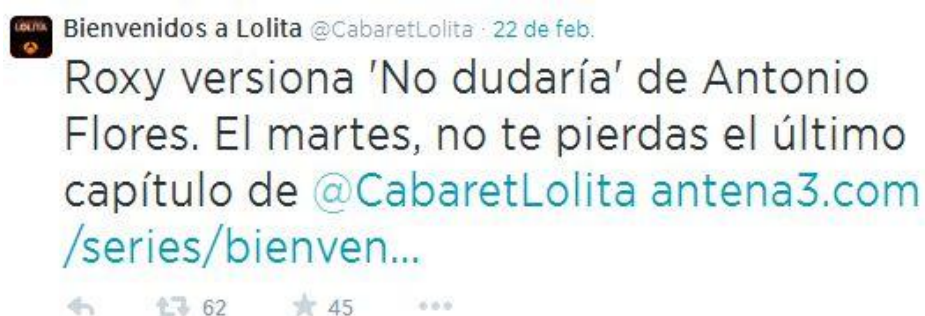 Bienvenidos a Lolita @CabaretLolita · 22 de feb.
Roxy versiona 'No dudaría' de Antonio
Flores. El martes, no te pierdas el último
capítulo de @CabaretLolita antena3.com
/series/bienven...
62 45